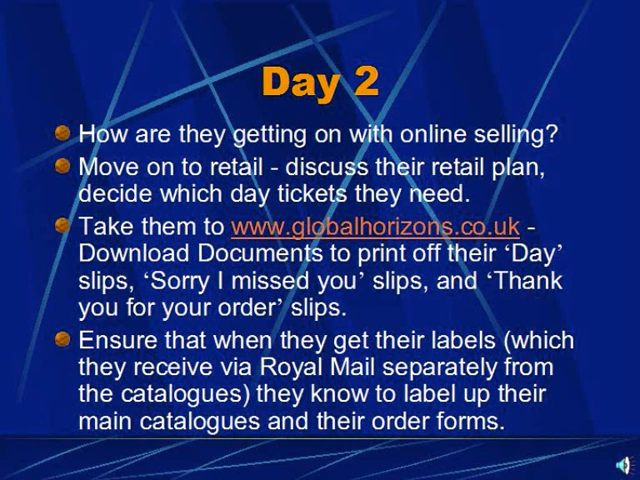 Day 2
How are they getting on with online selling?
Move on to retail - discuss their retail plan,
decide which day tickets they need.
Take them to www.globalhorizons.co.uk -
Download Documents to print off their ‘Day’
slips, ‘Sorry I missed you’ slips, and ‘Thank
you for your order’ slips.
Ensure that when they get their labels (which
they receive via Royal Mail separately from
the catalogues) they know to label up their
main catalogues and their order forms.